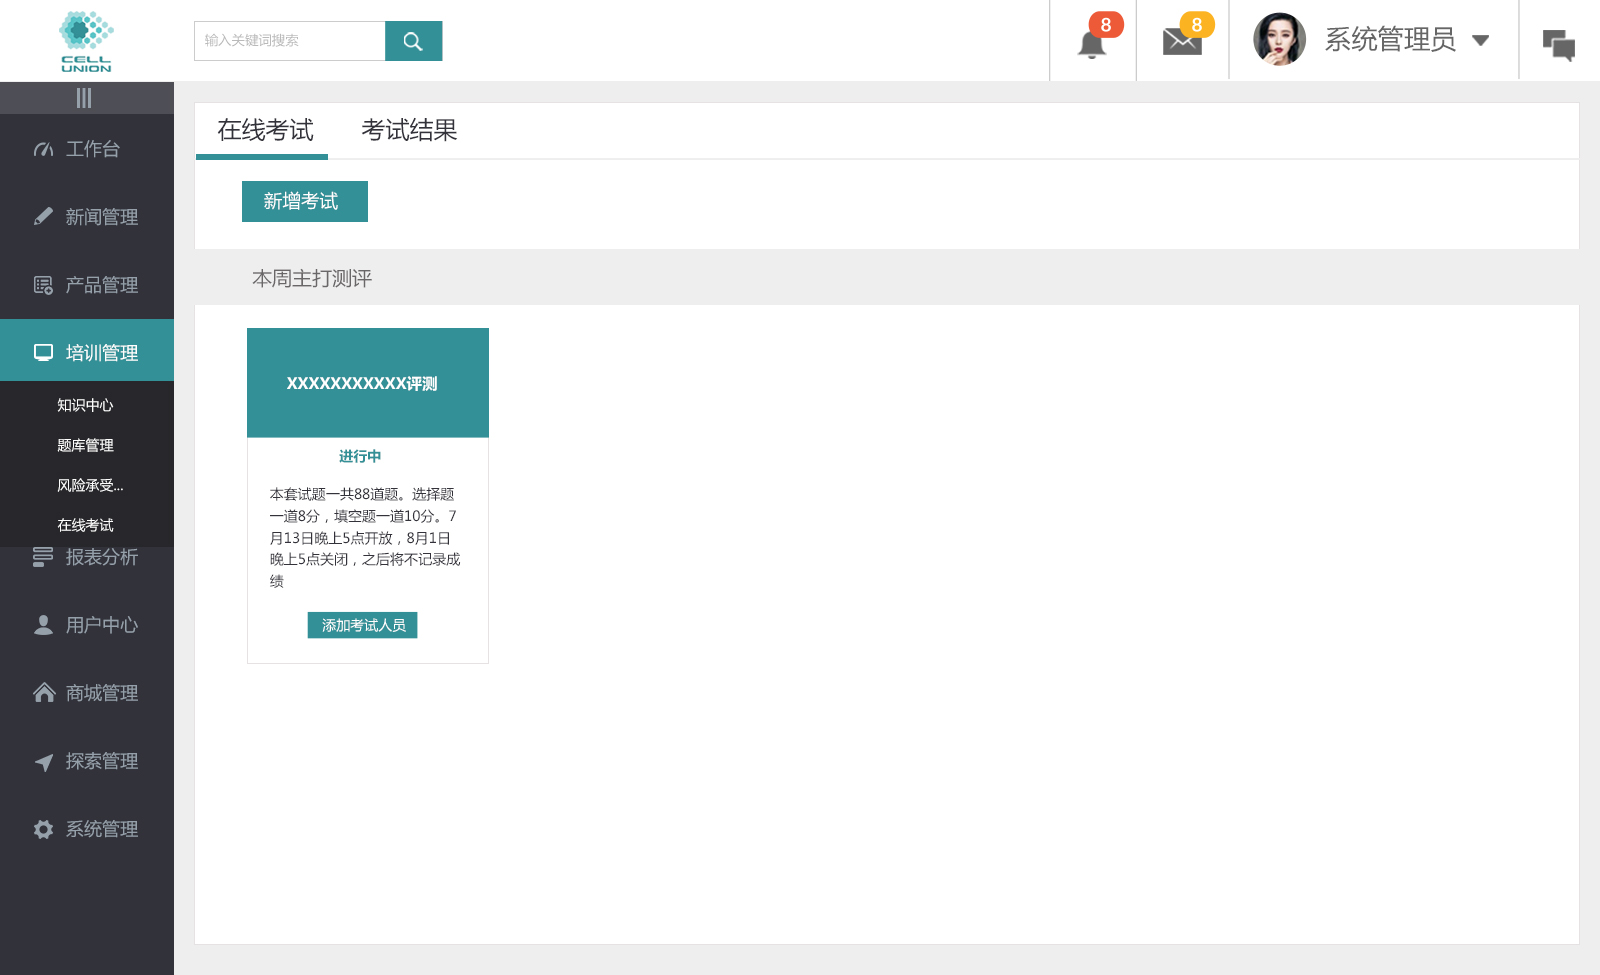 CELL
UNION
输入关键词搜索
8
8
系统管理员
工作台
新闻管理
产品管理
培训管理
知识中心
题库管理
风险承受...
在线考试
报表分析
用户中心
商城管理
探索管理
系统管理
在线考试
考试结果
新增考试
本周主打测评
XXXXXXXXXXX评测
进行中
本套试题一共88道题。选择题
一道8分，填空题一道10分。7
月13日晚上5点开放，8月1日
晚上5点关闭，之后将不记录成
绩
添加考试人员